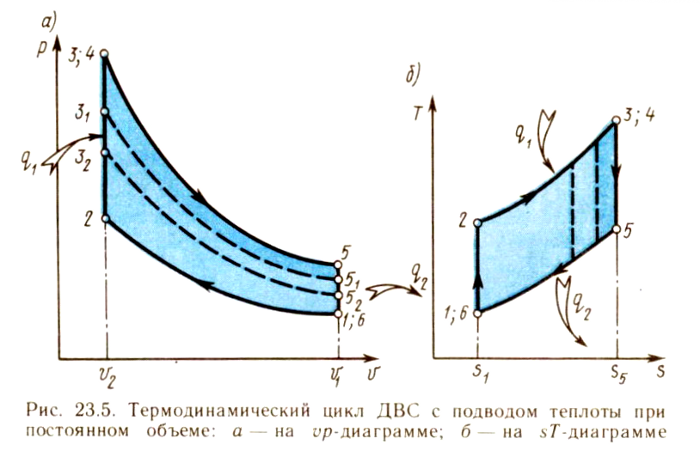 а)
p
3; 4
3₁
q₁
3₂
2
5
5₁
5₂
1; 6
q₂
v₂
v₁
v
б)
T
q₁
3; 4
2
5
1; 6
q₂
s₁
s₅
s
Рис. 23.5. Термодинамический цикл ДВС с подводом теплоты при
постоянном объеме: а — на vp-диаграмме; б — на sT-диаграмме